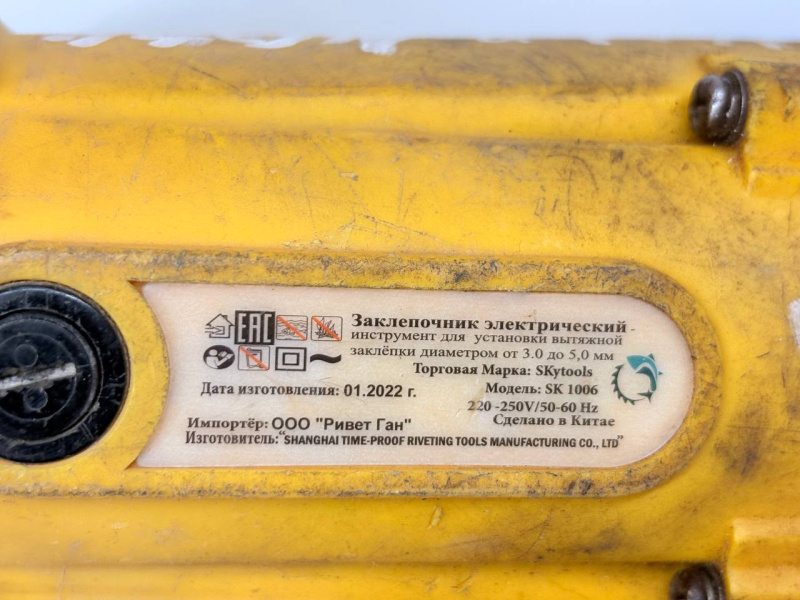 EAC
Заклепочник электрический -
инструмент для установки вытяжной
заклёпки диаметром от 3.0 до 5,0 мм
Торговая Марка: SKytools
Дата изготовления: 01.2022 г.
Модель: SK 1006
220 -250V/50-60 Hz
Сделано в Китае
Импортёр: ООО "Ривет Ган"
Изготовитель: "SHANGHAI TIME-PROOF RIVETING TOOLS MANUFACTURING CO., LTD"